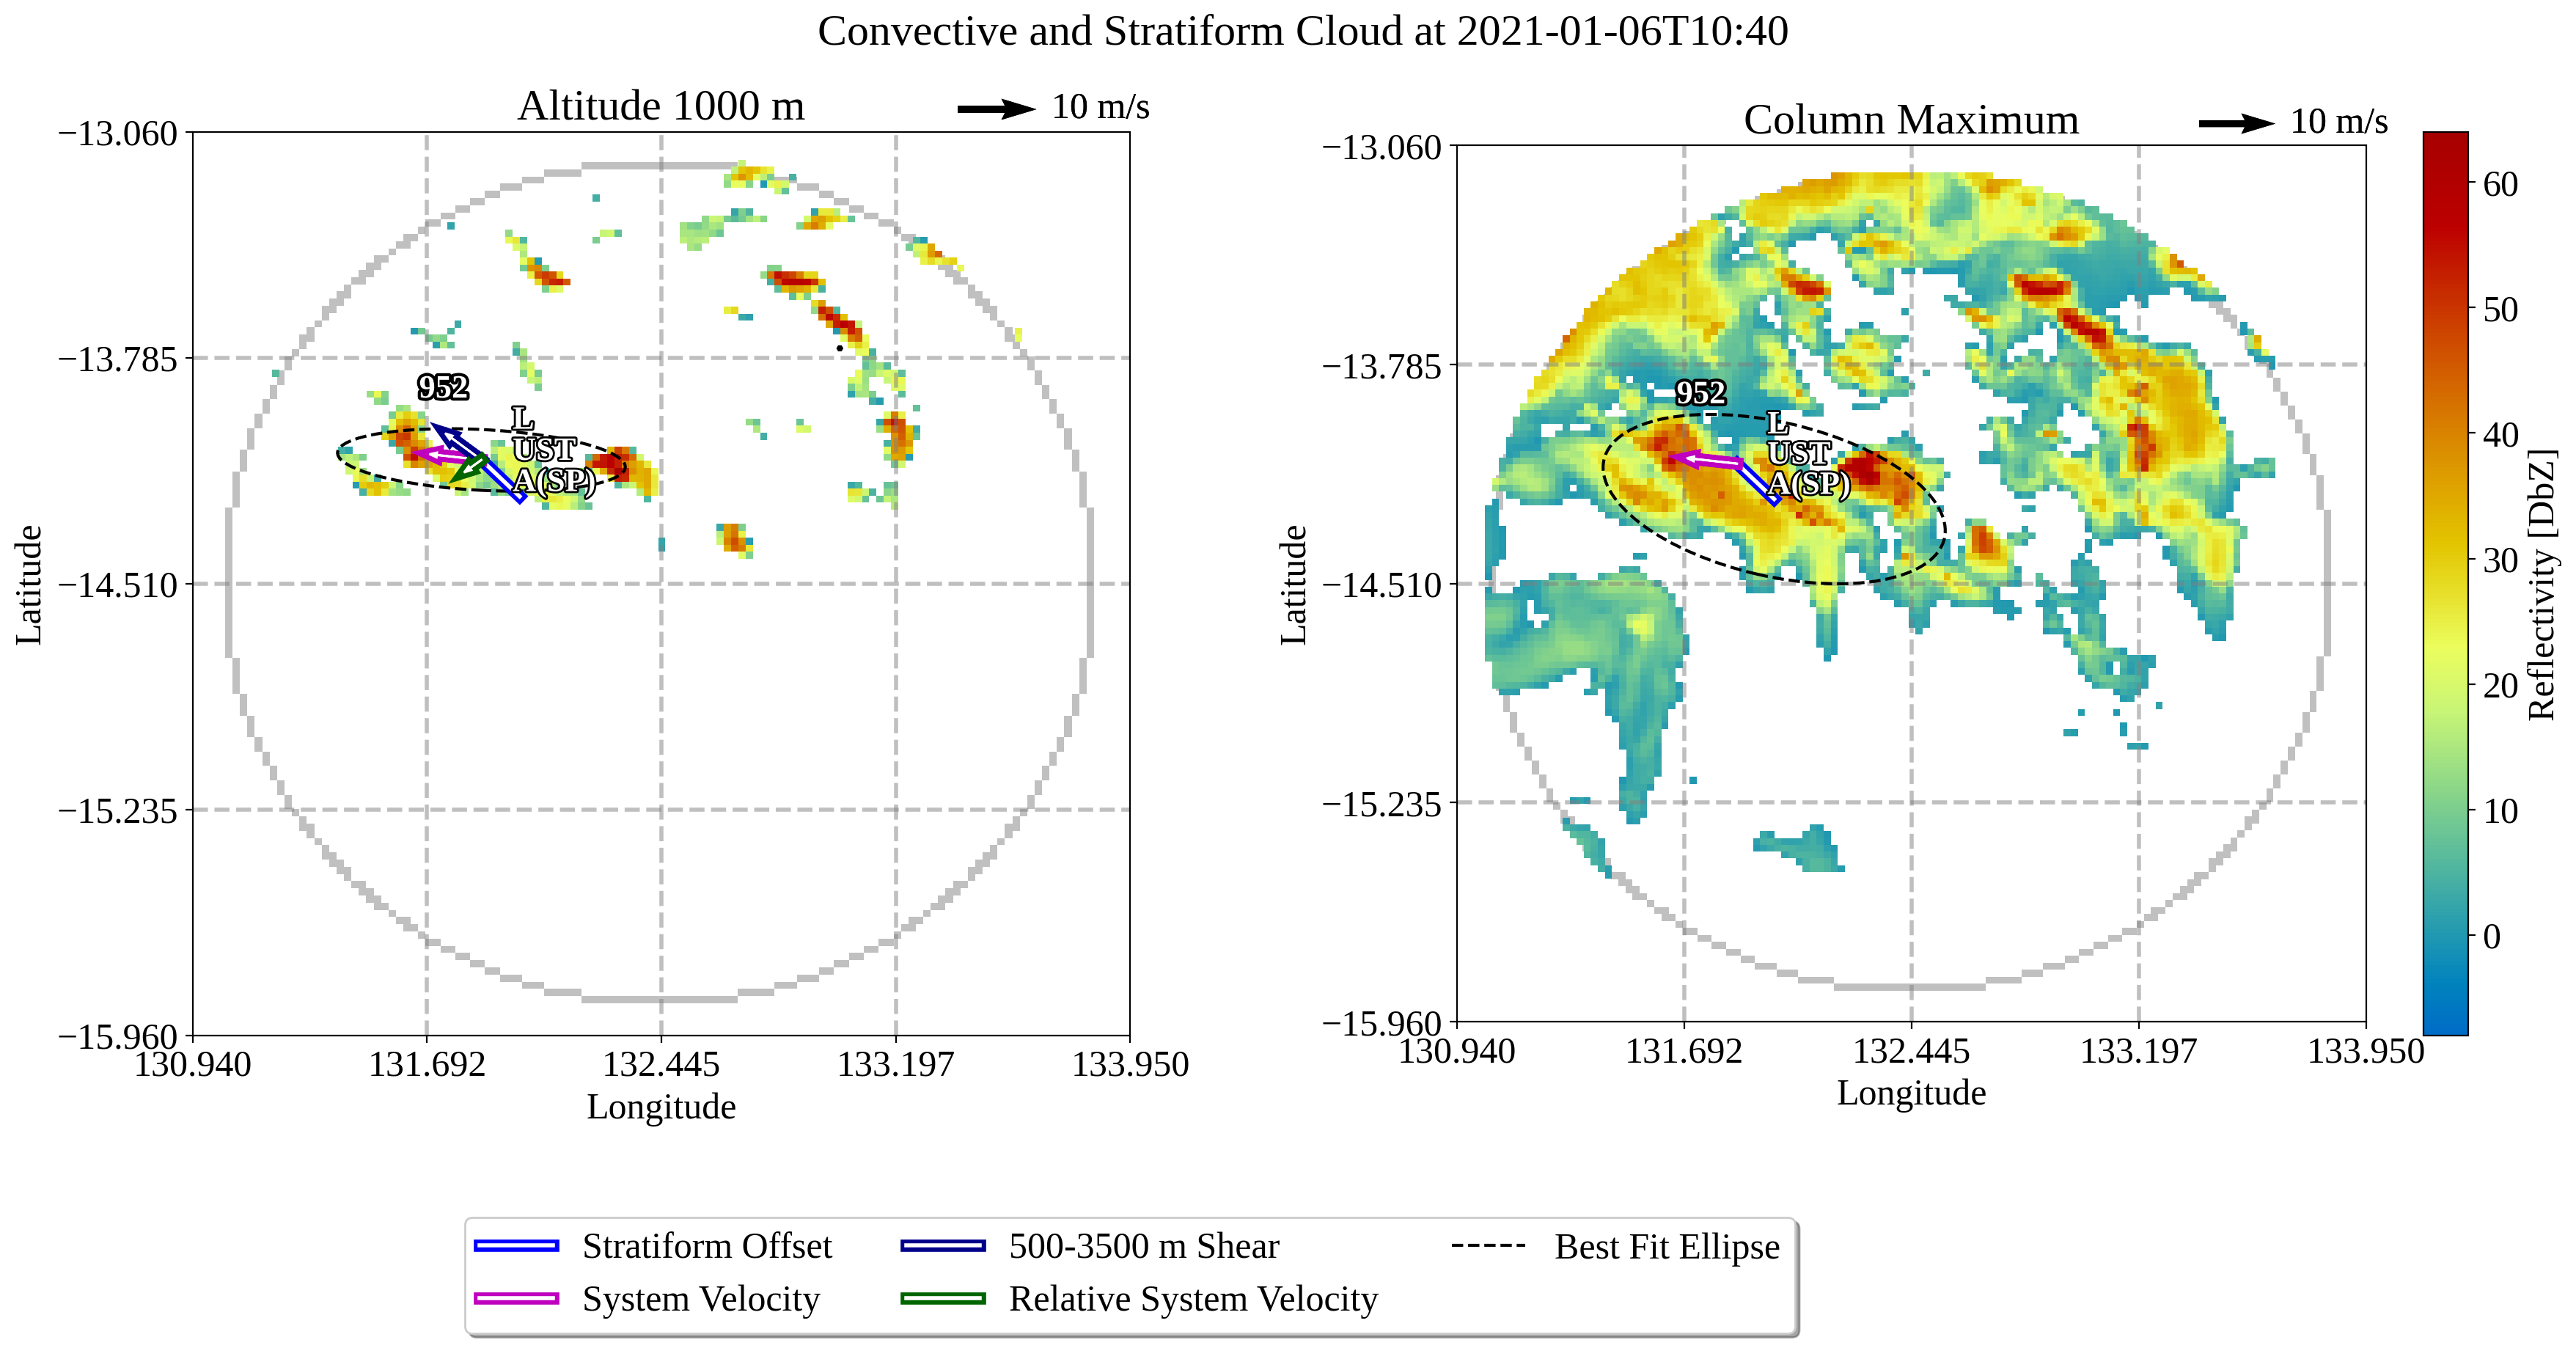 Convective and Stratiform Cloud at 2021-01-06T10:40
Altitude 1000 m
10 m/s
−13.060
−13.785
−14.510
−15.235
−15.960
130.940
131.692
132.445
133.197
133.950
Latitude
Longitude
952
L
UST
A(SP)
Column Maximum
10 m/s
−13.060
−13.785
−14.510
−15.235
−15.960
130.940
131.692
132.445
133.197
133.950
Latitude
Longitude
952
L
UST
A(SP)
60
50
40
30
20
10
0
Reflectivity [DbZ]
Stratiform Offset
500-3500 m Shear
Best Fit Ellipse
System Velocity
Relative System Velocity